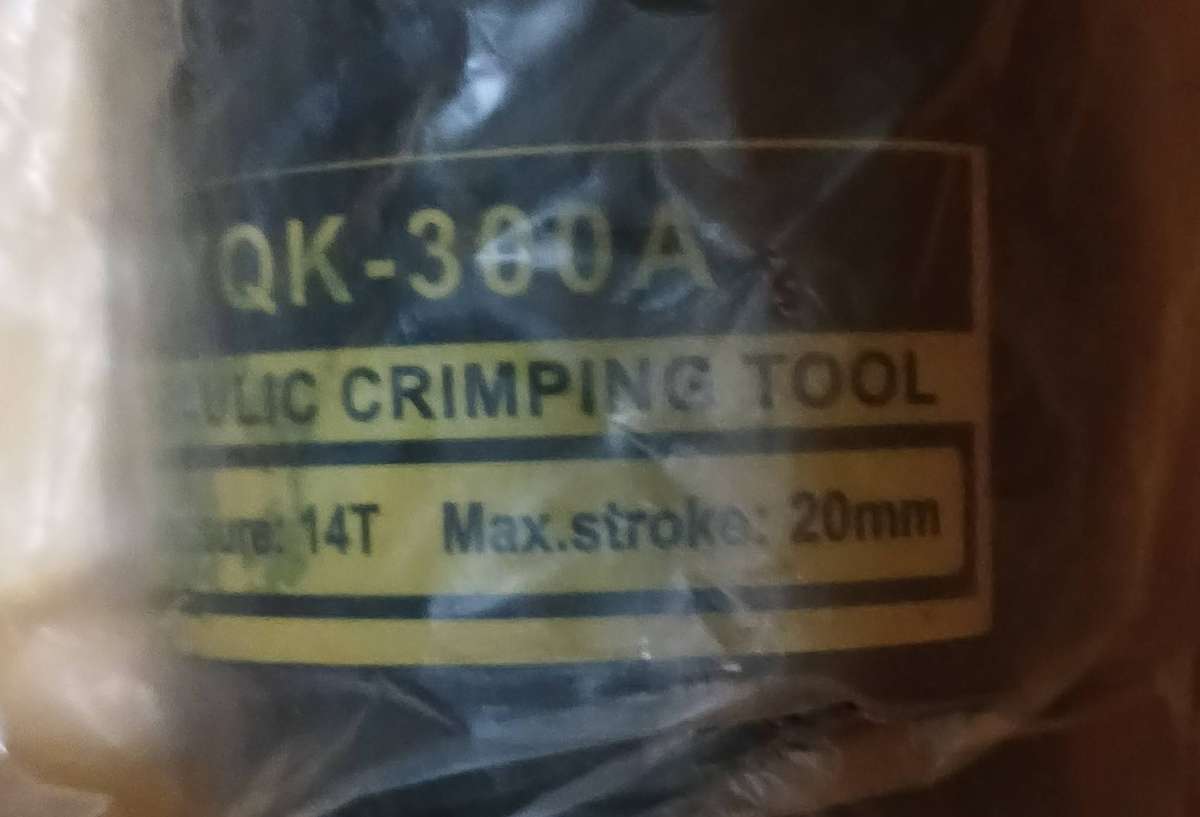 QK-300A
CRIMPING TOOL
14T Max.stroke: 20mm